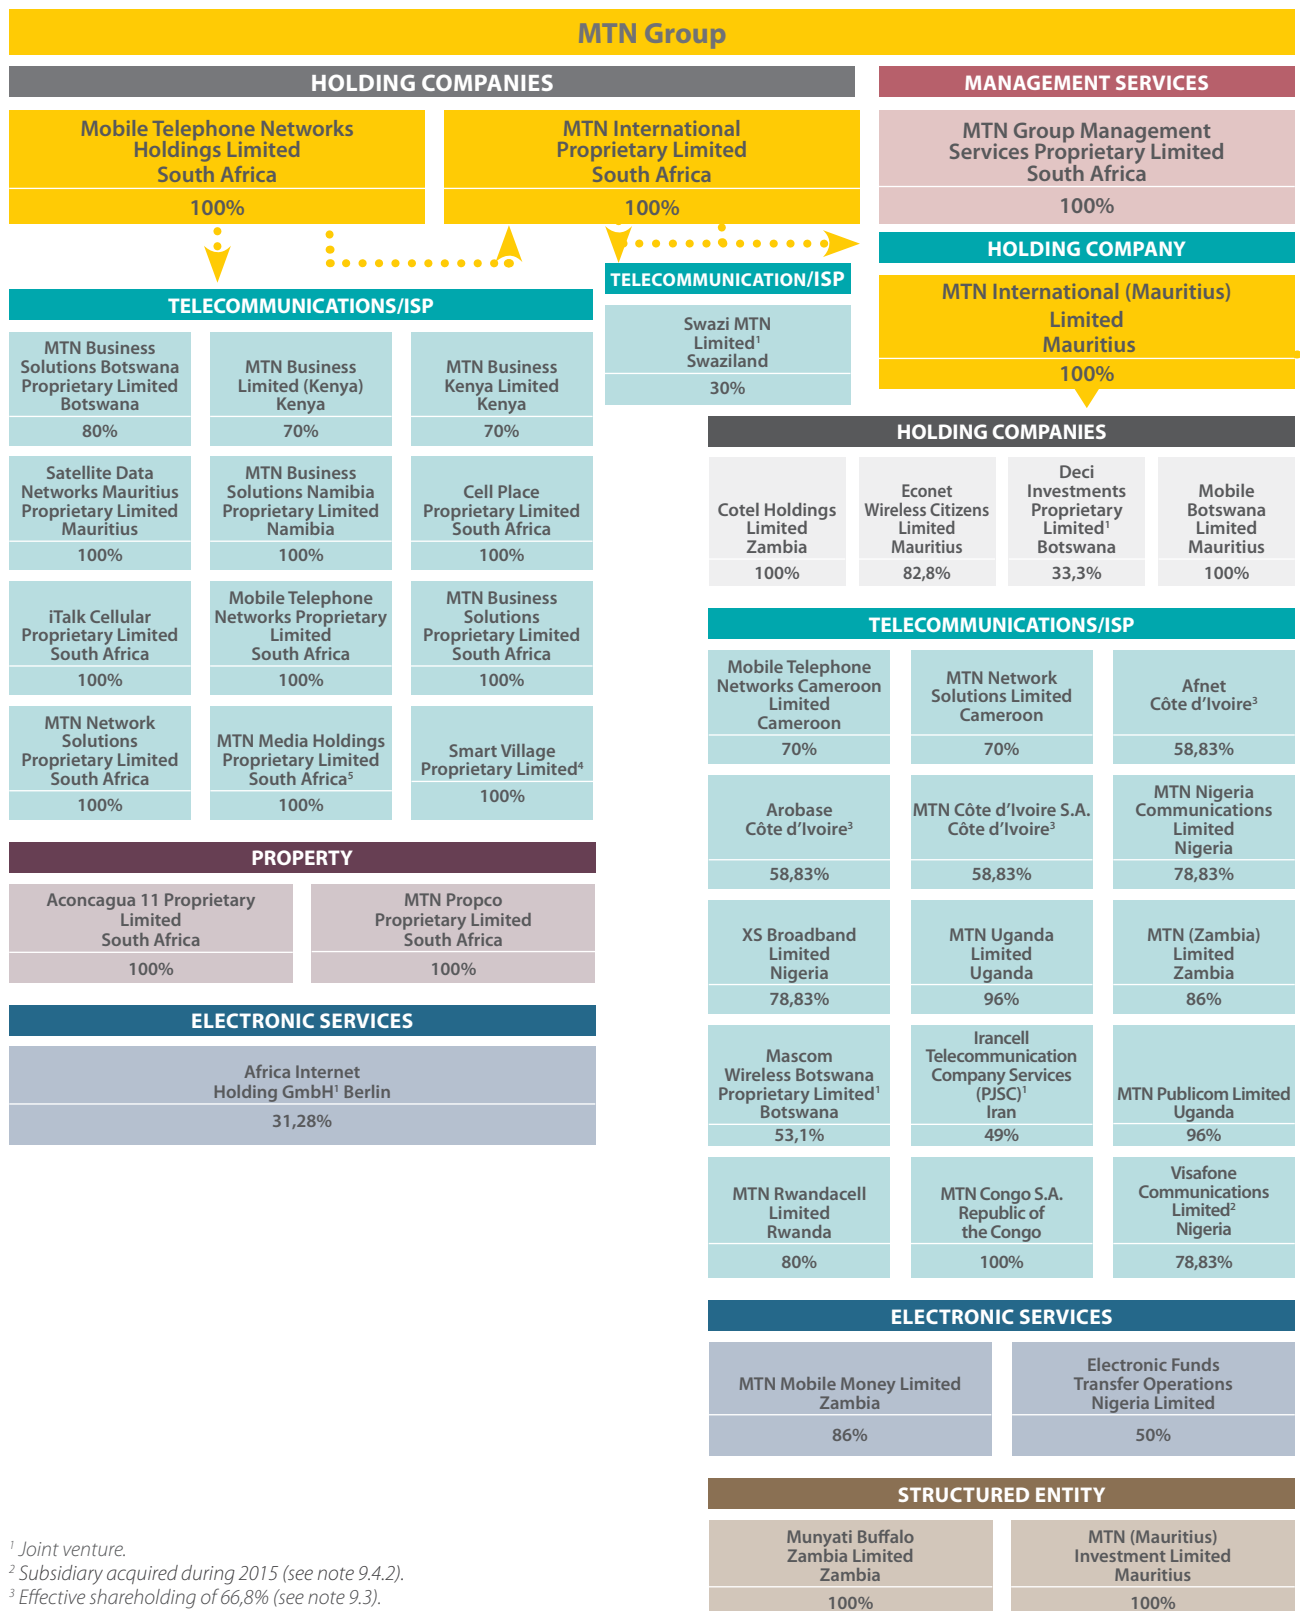 MTN Group
HOLDING COMPANIES
Mobile Telephone Networks
Holdings Limited
South Africa
100%
MTN International
Proprietary Limited
South Africa
100%
MANAGEMENT SERVICES
MTN Group Management
Services Proprietary Limited
South Africa
100%
HOLDING COMPANY
MTN International (Mauritius)
Limited
Mauritius
100%
TELECOMMUNICATIONS/ISP
MTN Business
Solutions Botswana
Proprietary Limited
Botswana
80%
MTN Business
Limited (Kenya)
Kenya
70%
MTN Business
Kenya Limited
Kenya
70%
Satellite Data
Networks Mauritius
Proprietary Limited
Mauritius
100%
MTN Business
Solutions Namibia
Proprietary Limited
Namibia
100%
Cell Place
Proprietary Limited
South Africa
100%
iTalk Cellular
Proprietary Limited
South Africa
100%
Mobile Telephone
Networks Proprietary
Limited
South Africa
100%
MTN Business
Solutions
Proprietary Limited
South Africa
100%
MTN Network
Solutions
Proprietary Limited
South Africa
100%
MTN Media Holdings
Proprietary Limited
South Africa⁵
100%
Smart Village
Proprietary Limited⁴
100%
PROPERTY
Aconcagua 11 Proprietary
Limited
South Africa
100%
MTN Propco
Proprietary Limited
South Africa
100%
ELECTRONIC SERVICES
Africa Internet
Holding GmbH¹ Berlin
31,28%
TELECOMMUNICATION/ISP
Swazi MTN
Limited¹
Swaziland
30%
HOLDING COMPANIES
Cotel Holdings
Limited
Zambia
100%
Econet
Wireless Citizens
Limited
Mauritius
82,8%
Deci
Investments
Proprietary
Limited¹
Botswana
33,3%
Mobile
Botswana
Limited
Mauritius
100%
TELECOMMUNICATIONS/ISP
Mobile Telephone
Networks Cameroon
Limited
Cameroon
70%
MTN Network
Solutions Limited
Cameroon
70%
Afnet
Côte d’Ivoire³
58,83%
Arobase
Côte d’Ivoire³
58,83%
MTN Côte d’Ivoire S.A.
Côte d’Ivoire³
58,83%
MTN Nigeria
Communications
Limited
Nigeria
78,83%
XS Broadband
Limited
Nigeria
78,83%
MTN Uganda
Limited
Uganda
96%
MTN (Zambia)
Limited
Zambia
86%
Mascom
Wireless Botswana
Proprietary Limited¹
Botswana
53,1%
Irancell
Telecommunication
Company Services
(PJSC)¹
Iran
49%
MTN Publicom Limited
Uganda
96%
MTN Rwandacell
Limited
Rwanda
80%
MTN Congo S.A.
Republic of
the Congo
100%
Visafone
Communications
Limited²
Nigeria
78,83%
ELECTRONIC SERVICES
MTN Mobile Money Limited
Zambia
86%
Electronic Funds
Transfer Operations
Nigeria Limited
50%
STRUCTURED ENTITY
Munyati Buffalo
Zambia Limited
Zambia
100%
MTN (Mauritius)
Investment Limited
Mauritius
100%
¹ Joint venture.
² Subsidiary acquired during 2015 (see note 9.4.2).
³ Effective shareholding of 66,8% (see note 9.3).